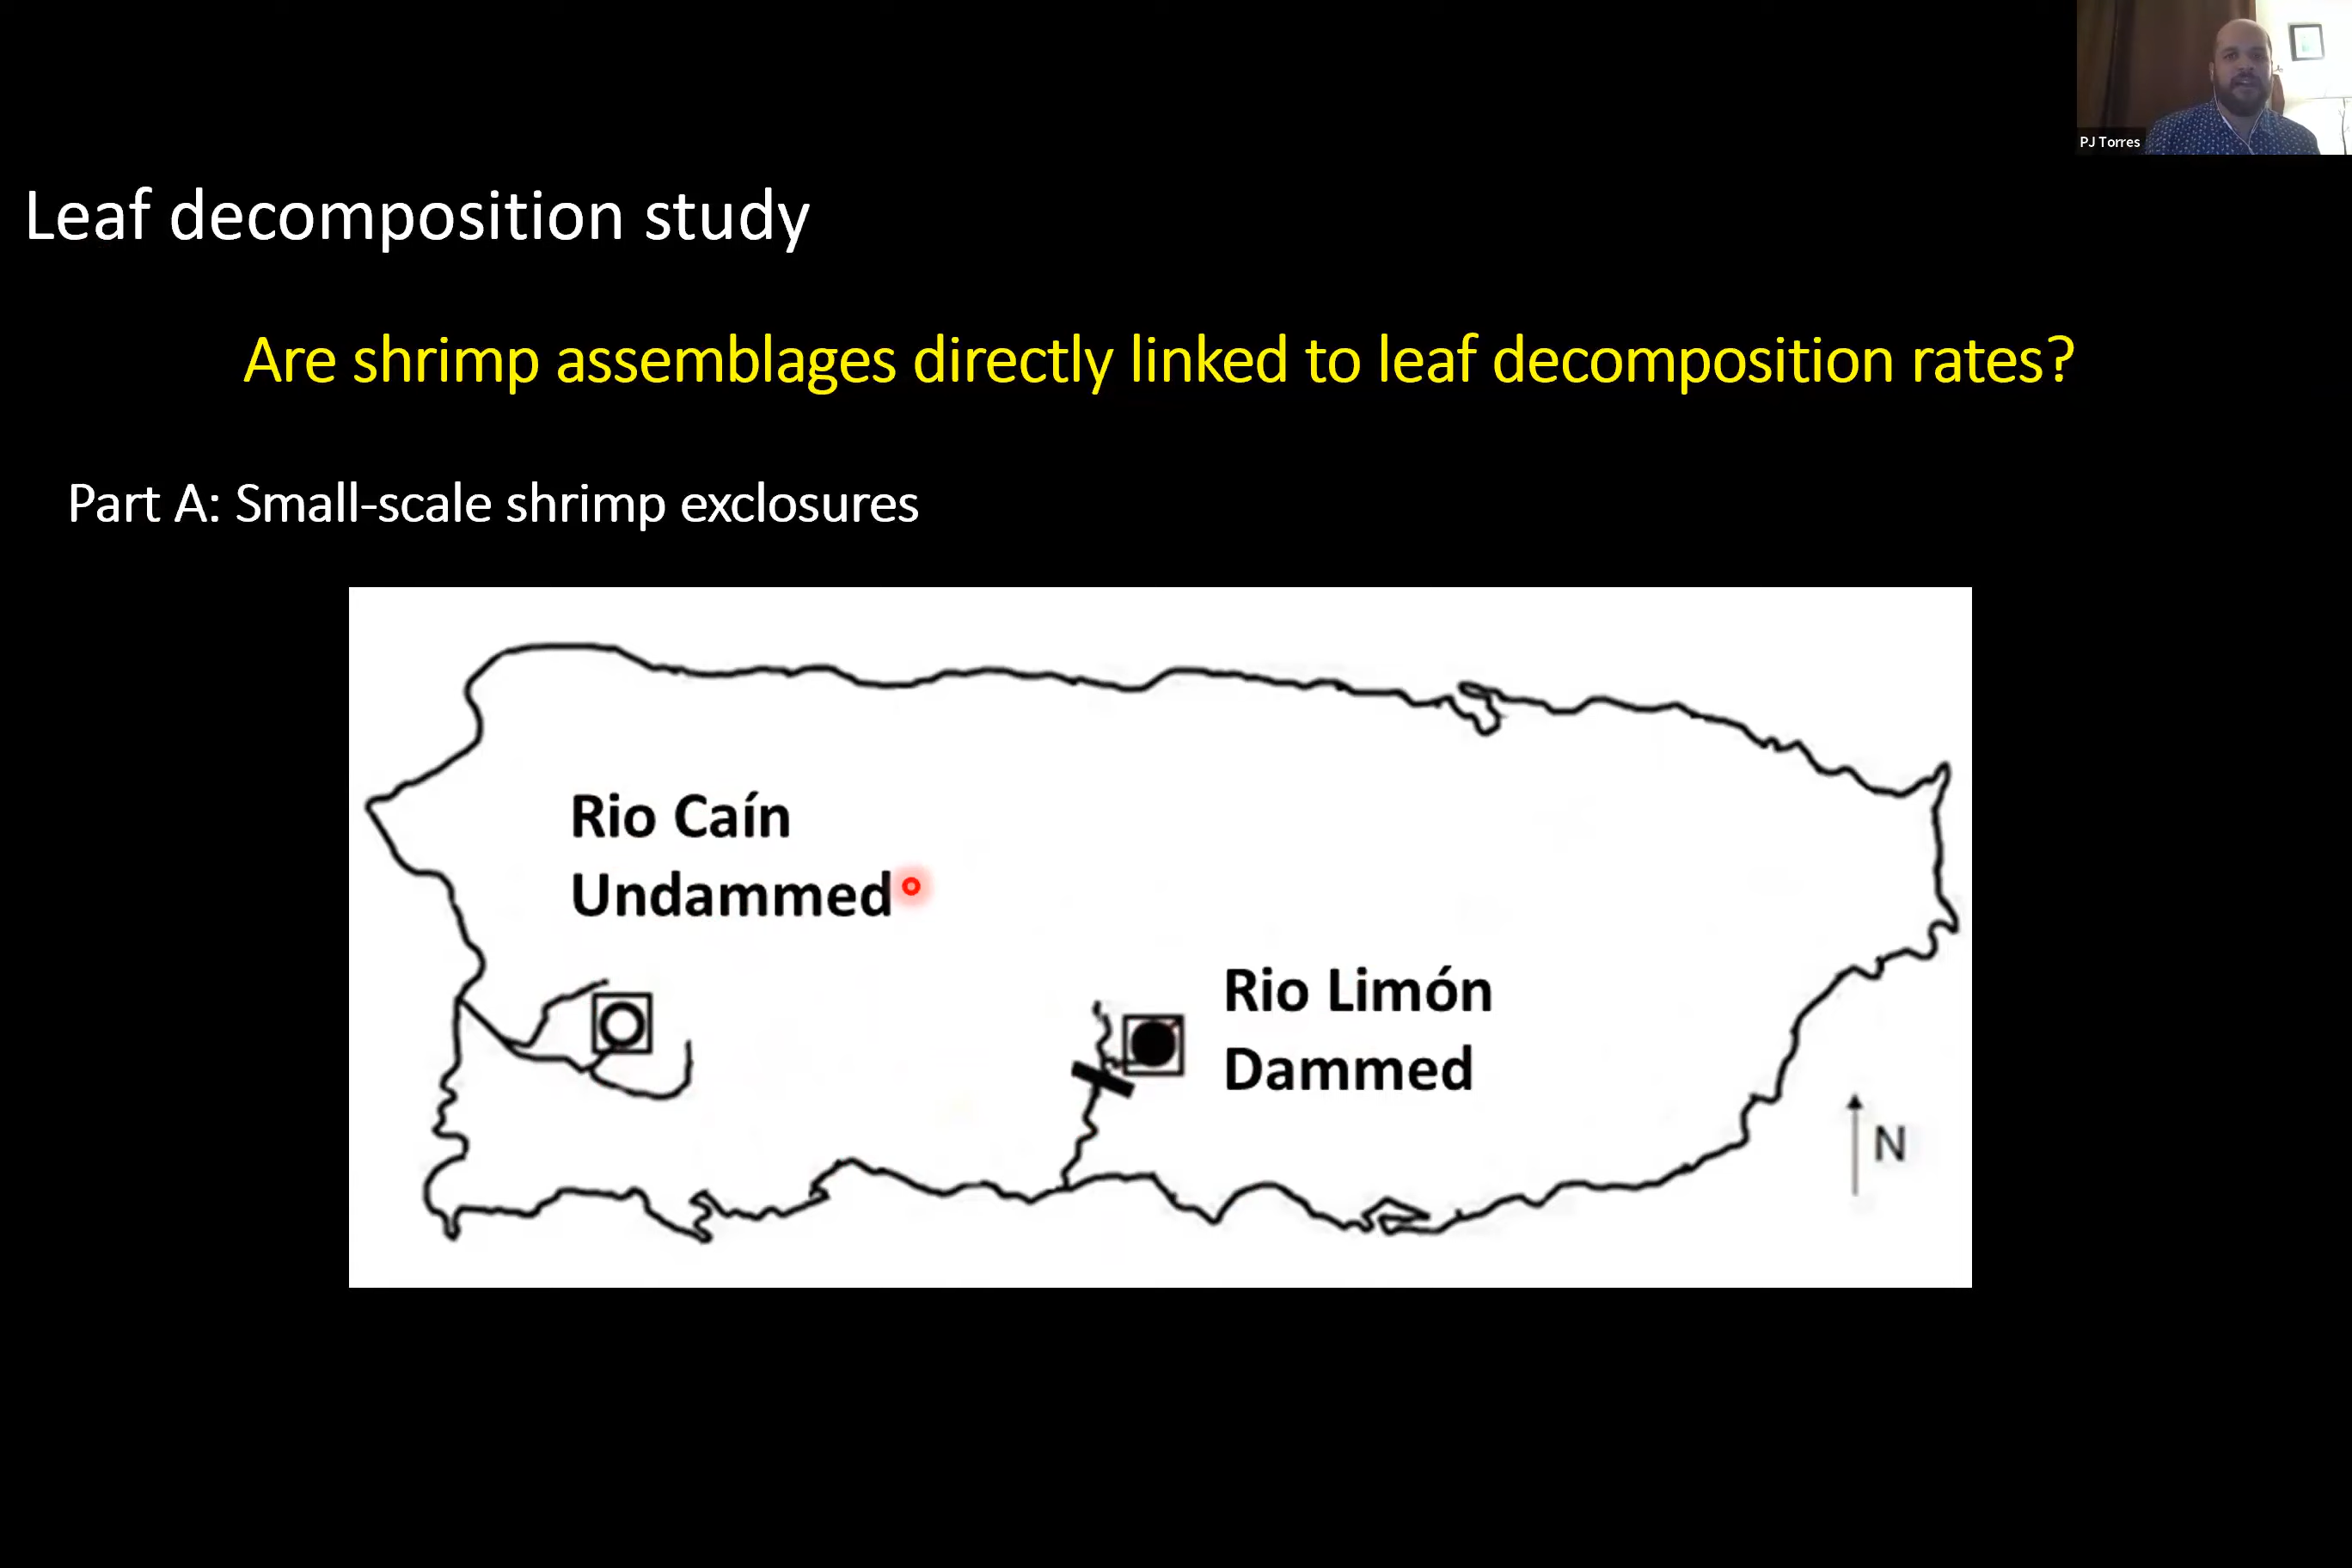 PJ Torres
Leaf decomposition study
Are shrimp assemblages directly linked to leaf decomposition rates?
Part A: Small-scale shrimp exclosures
Rio Caín
Undammed
Rio Limón
Dammed
N